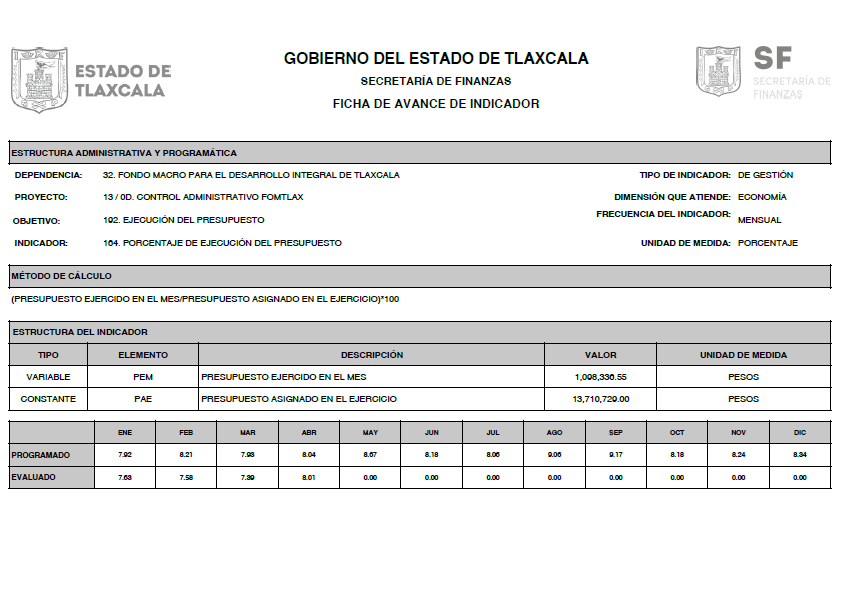 ESTADO DE
TLAXCALA
GOBIERNO DEL ESTADO DE TLAXCALA
SECRETARÍA DE FINANZAS
FICHA DE AVANCE DE INDICADOR
SF
SECRETARÍA DE
FINANZAS
ESTRUCTURA ADMINISTRATIVA Y PROGRAMÁTICA
DEPENDENCIA: 32. FONDO MACRO PARA EL DESARROLLO INTEGRAL DE TLAXCALA TIPO DE INDICADOR: DE GESTIÓN
PROYECTO: 13 / 0D. CONTROL ADMINISTRATIVO FOMTLAX DIMENSIÓN QUE ATIENDE: ECONOMÍA
OBJETIVO: 192. EJECUCIÓN DEL PRESUPUESTO FRECUENCIA DEL INDICADOR: MENSUAL
INDICADOR: 164. PORCENTAJE DE EJECUCIÓN DEL PRESUPUESTO UNIDAD DE MEDIDA: PORCENTAJE
MÉTODO DE CÁLCULO
(PRESUPUESTO EJERCIDO EN EL MES/PRESUPUESTO ASIGNADO EN EL EJERCICIO)*100
ESTRUCTURA DEL INDICADOR
TIPO ELEMENTO DESCRIPCIÓN VALOR UNIDAD DE MEDIDA
VARIABLE PEM PRESUPUESTO EJERCIDO EN EL MES 1,098,336.55 PESOS
CONSTANTE PAE PRESUPUESTO ASIGNADO EN EL EJERCICIO 13,710,729.00 PESOS
ENE FEB MAR ABR MAY JUN JUL AGO SEP OCT NOV DIC
PROGRAMADO 7.92 8.21 7.93 8.04 8.67 8.18 8.06 9.06 9.17 8.18 8.24 8.34
EVALUADO 7.63 7.58 7.39 8.01 0.00 0.00 0.00 0.00 0.00 0.00 0.00 0.00